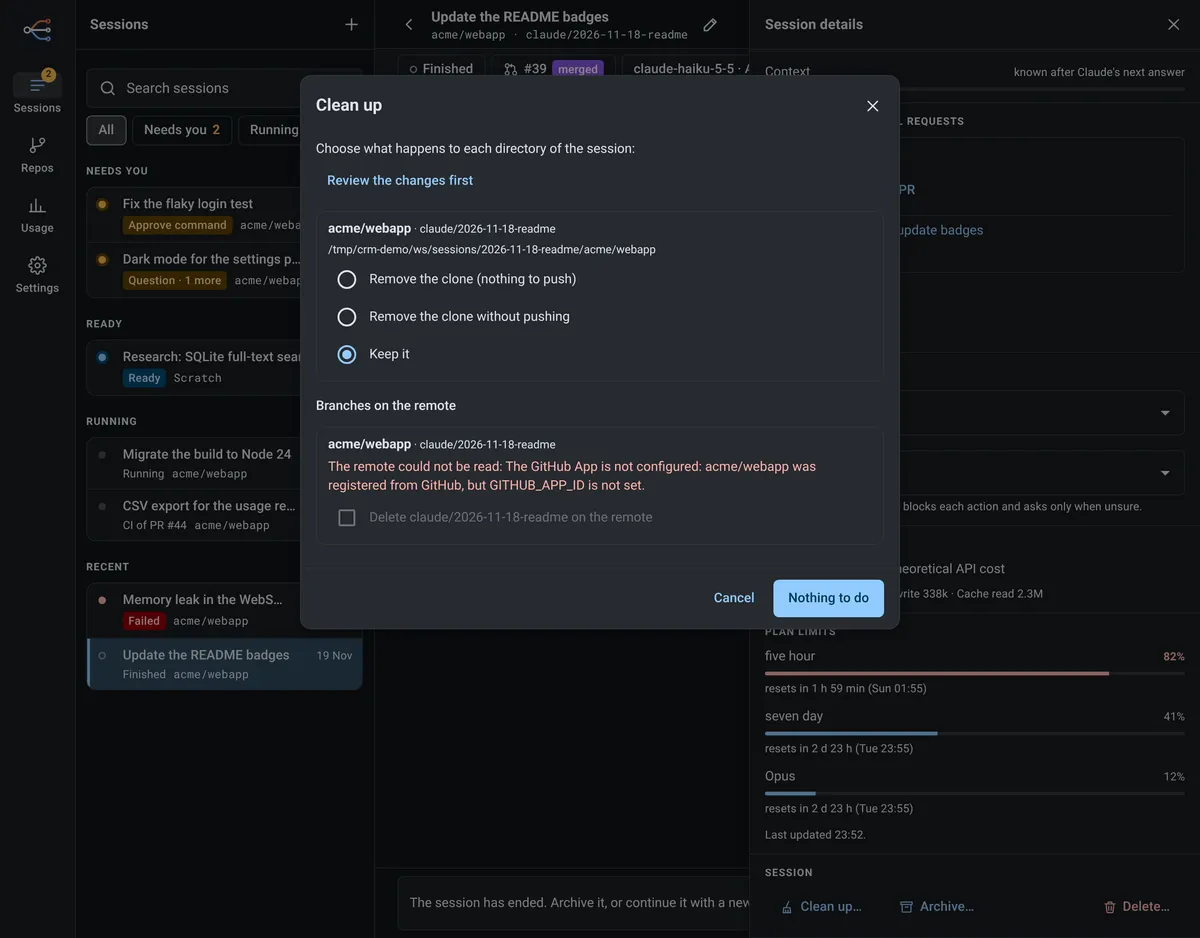 Sessions
2
Sessions
Repos
Usage
Settings
Search sessions
All
Needs you 2
Running
NEEDS YOU
Fix the flaky login test
Approve command acme/weba
Dark mode for the settings p...
Question · 1 more acme/webap
READY
Research: SQLite full-text sear
Ready Scratch
RUNNING
Migrate the build to Node 24
Running acme/webapp
CSV export for the usage re...
CI of PR #44 acme/webapp
RECENT
Memory leak in the WebS...
Failed acme/webapp
Update the README badges 19 Nov
Finished acme/webapp
Update the README badges
acme/webapp · claude/2026-11-18-readme
Finished
#39 merged
claude-haiku-5-5 · A
Clean up
Choose what happens to each directory of the session:
Review the changes first
acme/webapp · claude/2026-11-18-readme
/tmp/crm-demo/ws/sessions/2026-11-18-readme/acme/webapp
Remove the clone (nothing to push)
Remove the clone without pushing
Keep it
Branches on the remote
acme/webapp · claude/2026-11-18-readme
The remote could not be read: The GitHub App is not configured: acme/webapp was
registered from GitHub, but GITHUB_APP_ID is not set.
Delete claude/2026-11-18-readme on the remote
Cancel
Nothing to do
The session has ended. Archive it, or continue it with a new
Session details
Context known after Claude's next answer
REQUESTS
PR
update badges
blocks each action and asks only when unsure.
theoretical API cost
write 338k · Cache read 2.3M
PLAN LIMITS
five hour 82%
resets in 1 h 59 min (Sun 01:55)
seven day 41%
resets in 2 d 23 h (Tue 23:55)
Opus 12%
resets in 2 d 23 h (Tue 23:55)
Last updated 23:52.
SESSION
Clean up...
Archive...
Delete...